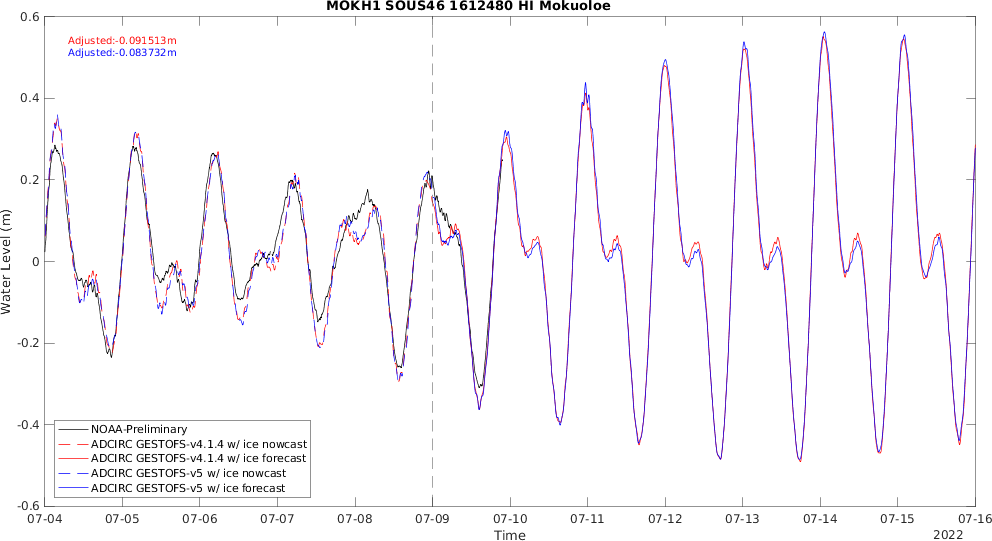 MOKH1 SOUS46 1612480 HI Mokuoloe
Adjusted:-0.091513m
Adjusted:-0.083732m
0.6
0.4
0.2
0
-0.2
-0.4
-0.6
Water Level (m)
NOAA-Preliminary
ADCIRC GESTOFS-v4.1.4 w/ ice nowcast
ADCIRC GESTOFS-v4.1.4 w/ ice forecast
ADCIRC GESTOFS-v5 w/ ice nowcast
ADCIRC GESTOFS-v5 w/ ice forecast
07-04 07-05 07-06 07-07 07-08 07-09 07-10 07-11 07-12 07-13 07-14 07-15 07-16
Time
2022